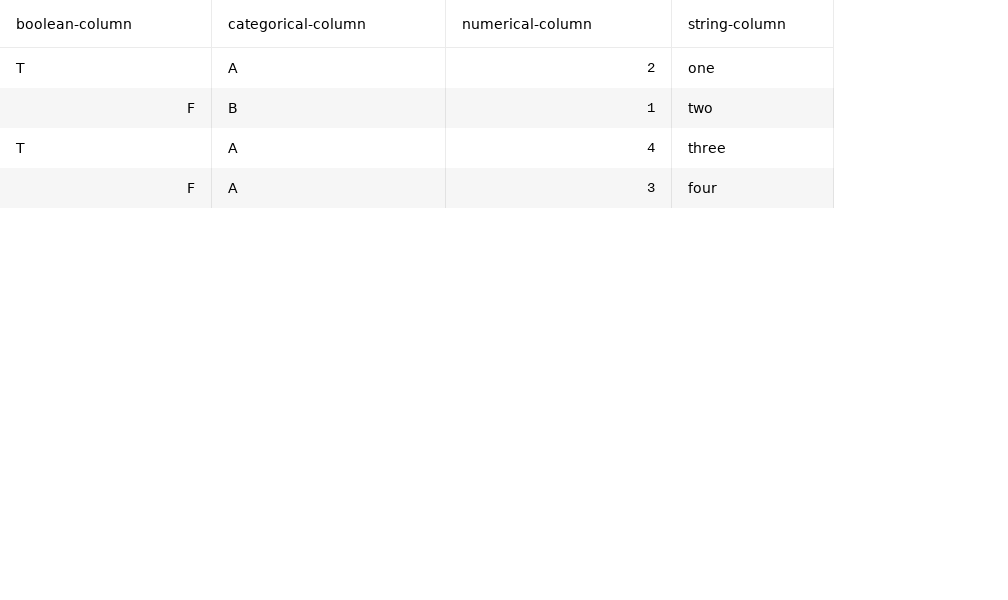 boolean-column categorical-column numerical-column string-column
T A 2 one
F B 1 two
T A 4 three
F A 3 four